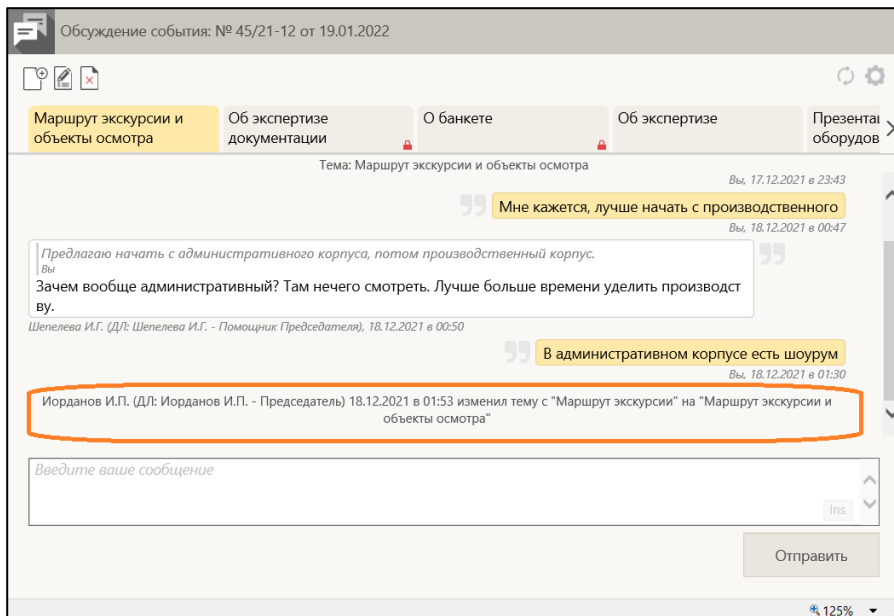 Обсуждение события: № 45/21-12 от 19.01.2022
Маршрут экскурсии и
объекты осмотра
Об экспертизе
документации
О банкете
Об экспертизе
оборудов
Тема: Маршрут экскурсии и объекты осмотра
Вы, 17.12.2021 в 23:43
Мне кажется, лучше начать с производственного
Вы, 18.12.2021 в 00:47
Предлагаю начать с административного корпуса, потом производственный корпус.
Вы
Зачем вообще административный? Там нечего смотреть. Лучше больше времени уделить производст
ву.
Шепелева И.Г. (ДЛ: Шепелева И.Г. - Помощник Председателя), 18.12.2021 в 00:50
В административном корпусе есть шоурум
Вы, 18.12.2021 в 01:30
Иорданов И.П. (ДЛ: Иорданов И.П. - Председатель) 18.12.2021 в 01:53 изменил тему с "Маршрут экскурсии" на "Маршрут экскурсии и
объекты осмотра"
Введите ваше сообщение
Ins
Отправить
125%